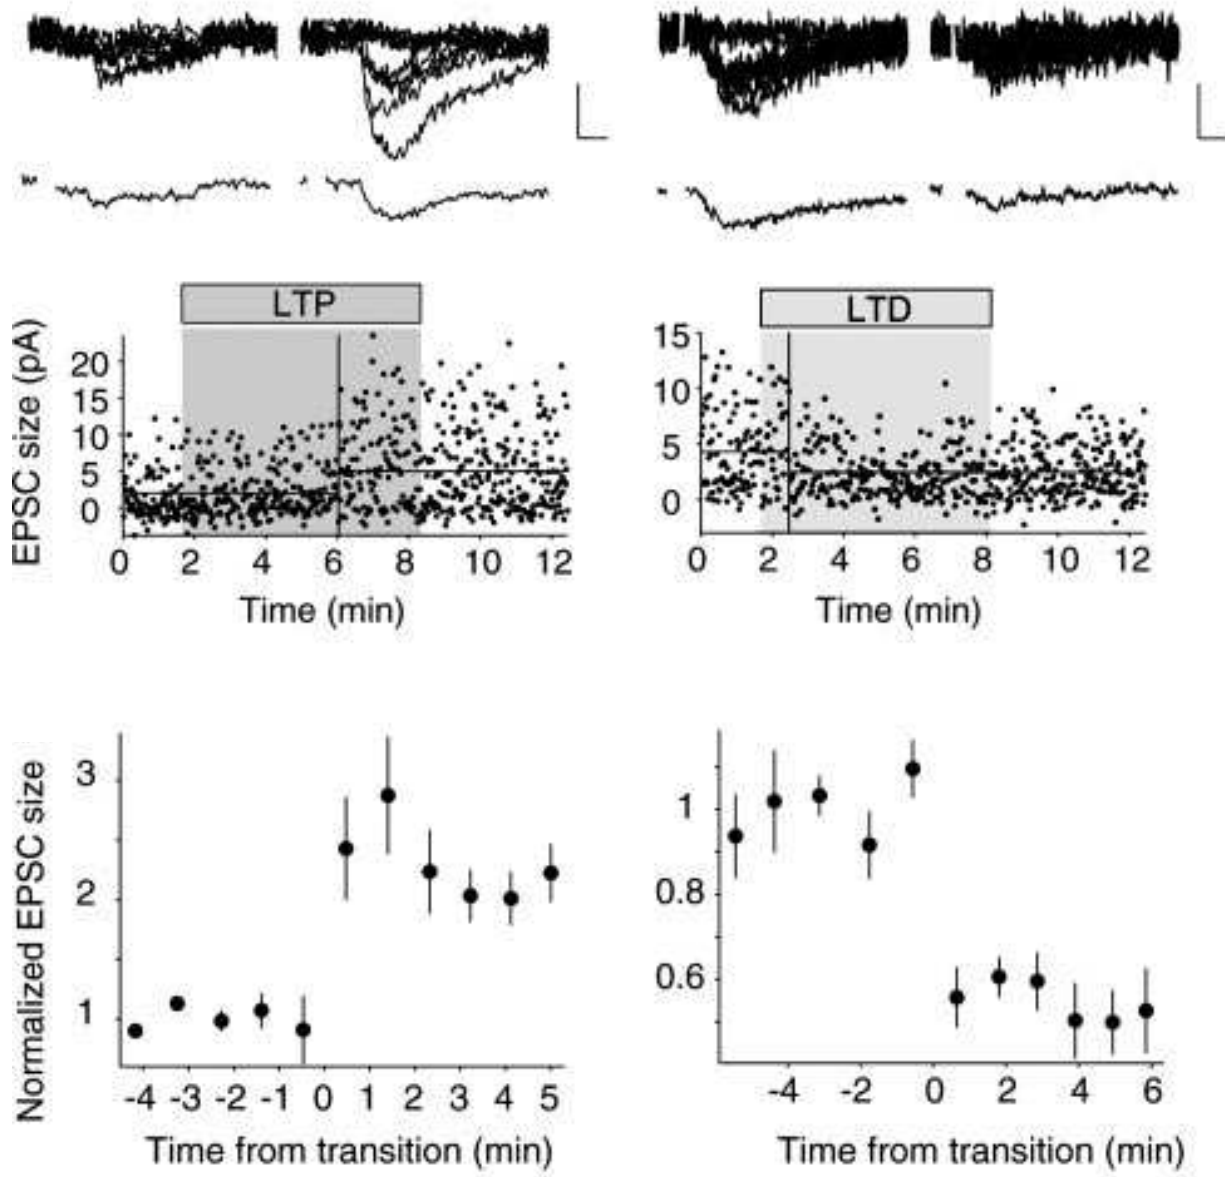 LTP
EPSC size (pA)
20
15
10
5
0
0 2 4 6 8 10 12
Time (min)
LTD
15
10
5
0
0 2 4 6 8 10 12
Time (min)
Normalized EPSC size
3
2
1
-4 -3 -2 -1 0 1 2 3 4 5
Time from transition (min)
1
0.8
0.6
-4 -2 0 2 4 6
Time from transition (min)